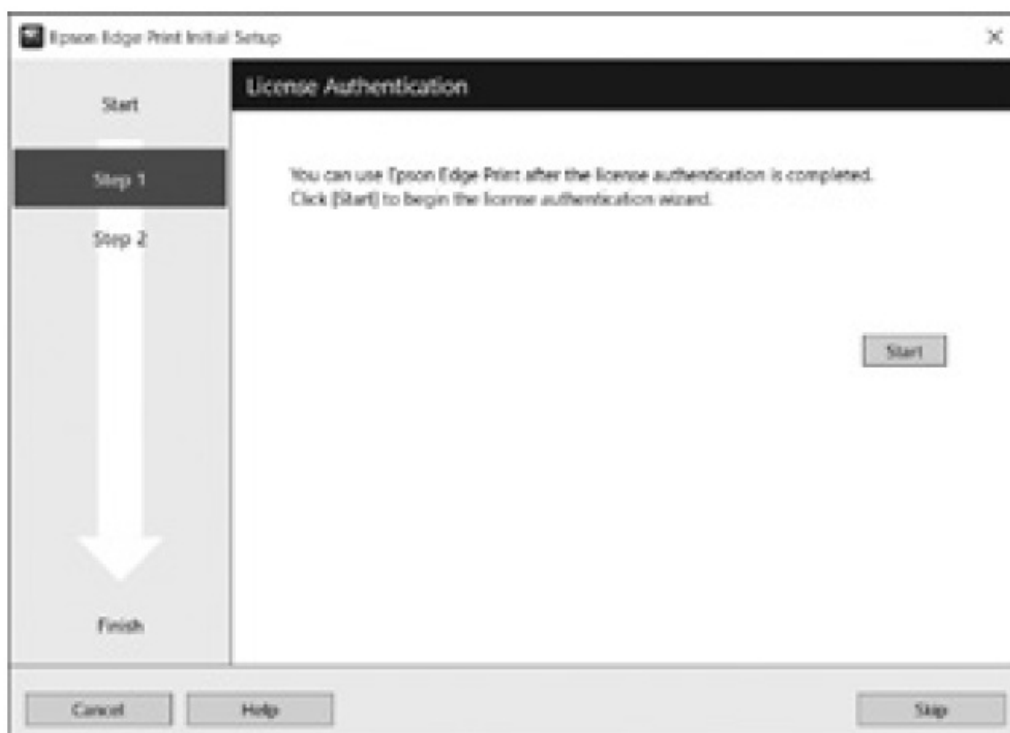 Epson Edge Print Initial Setup
Start
Step 1
Step 2
Finish
License Authentication
You can use Epson Edge Print after the license authentication is completed.
Click [Start] to begin the license authentication wizard.
Start
Cancel
Help
Skip